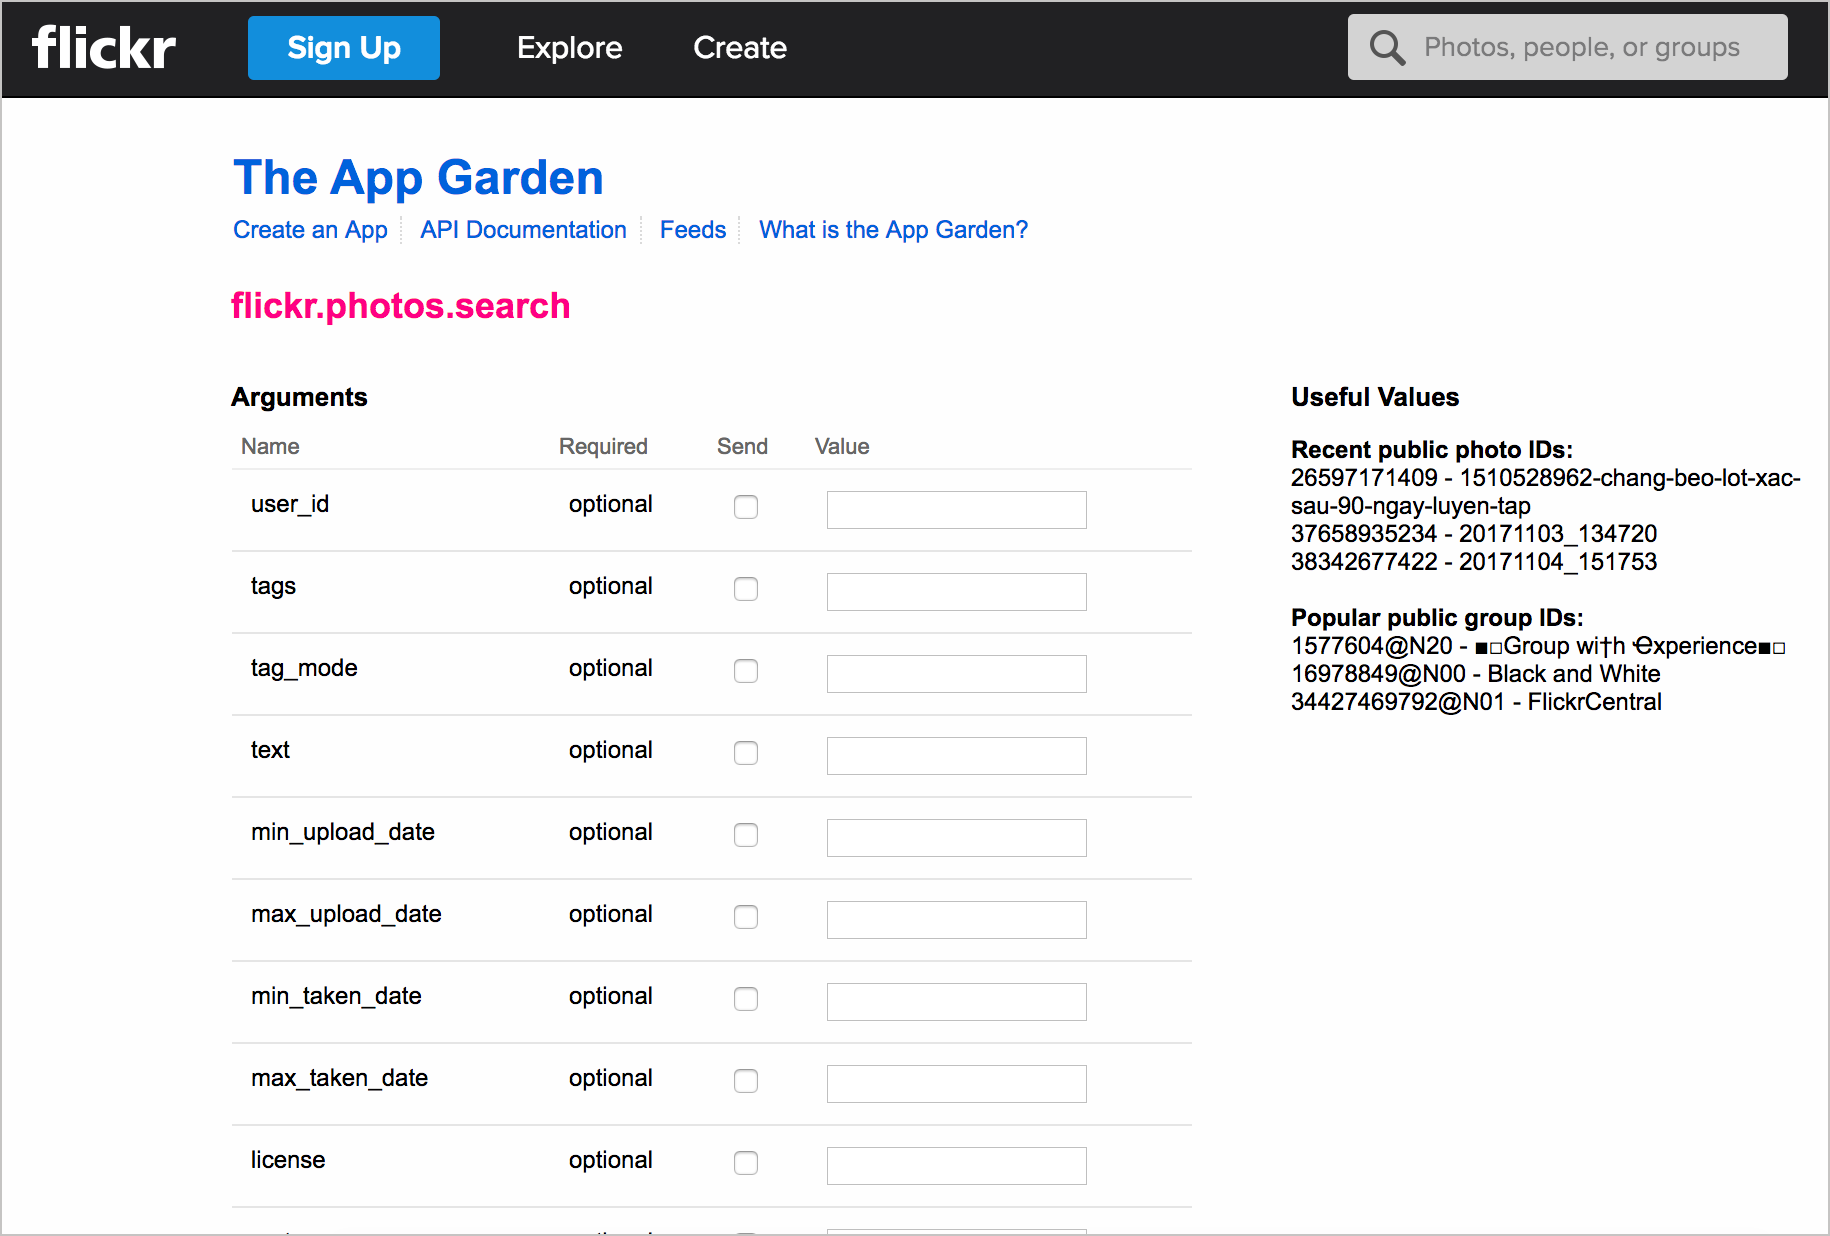 flickr
Sign Up
Explore
Create
Photos, people, or groups
The App Garden
Create an App
API Documentation
Feeds
What is the App Garden?
flickr.photos.search
Arguments
Name Required Send Value
user_id optional
tags optional
tag_mode optional
text optional
min_upload_date optional
max_upload_date optional
min_taken_date optional
max_taken_date optional
license optional
Useful Values
Recent public photo IDs:
26597171409 - 1510528962-chang-beo-lot-xac-
sau-90-ngay-luyen-tap
37658935234 - 20171103_134720
38342677422 - 20171104_151753
Popular public group IDs:
1577604@N20 - ■□Group wi†h Ҽxperience■□
16978849@N00 - Black and White
34427469792@N01 - FlickrCentral